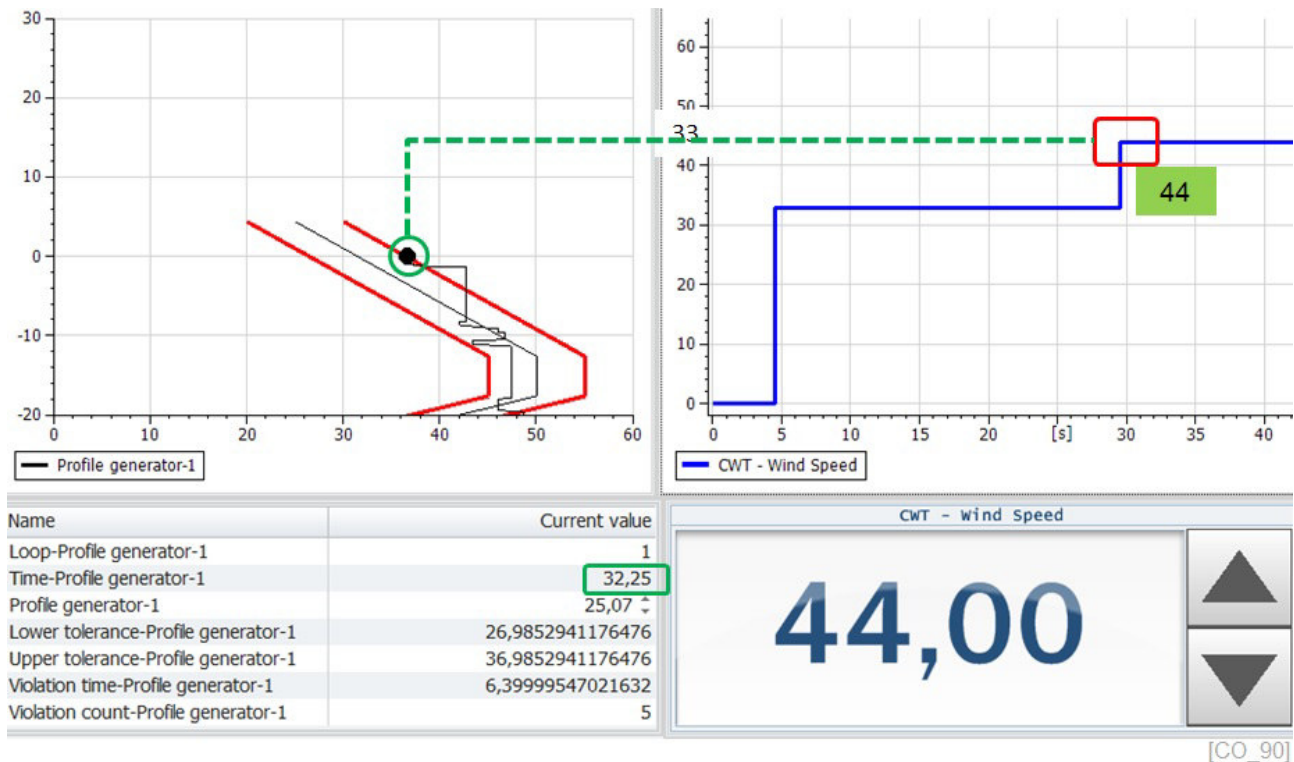 30
20
10
0
-10
-20
0 10 20 30 40 50 60
Profile generator-1
60
50
33
40
30
20
10
0
44
0 5 10 15 20 [s] 30 35 40
CWT - Wind Speed
Name Current value
Loop-Profile generator-1 1
Time-Profile generator-1 32,25
Profile generator-1 25,07
Lower tolerance-Profile generator-1 26,9852941176476
Upper tolerance-Profile generator-1 36,9852941176476
Violation time-Profile generator-1 6,39999547021632
Violation count-Profile generator-1 5
CWT - Wind Speed
44,00
[CO_90]